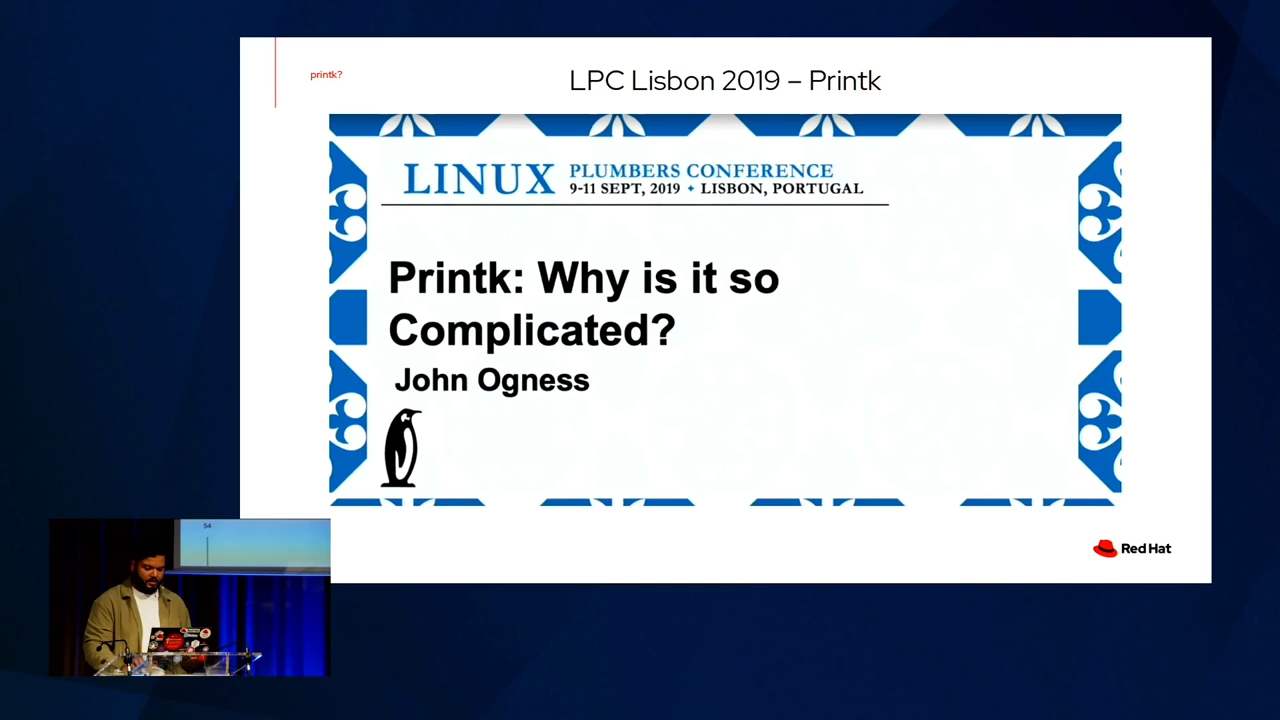 printk?
LPC Lisbon 2019 – Printk
LINUX PLUMBERS CONFERENCE
9-11 SEPT, 2019 ✦ LISBON, PORTUGAL
Printk: Why is it so
Complicated?
John Ogness
Red Hat
54